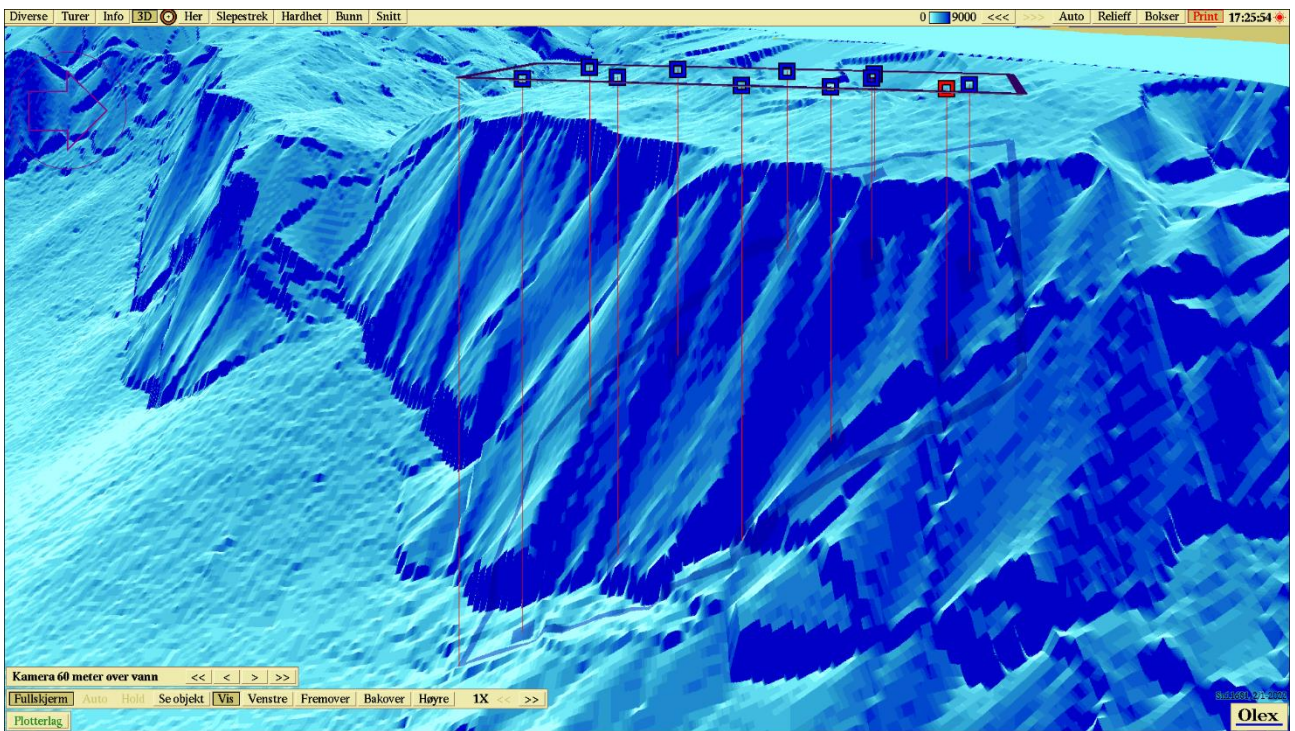 Diverse Turer Info 3D Her Slepestrek Hardhet Bunn Snitt 0 9000 <<< >>> Auto Relieff Bokser Print 17:25:54
Kamera 60 meter over vann << < > >>
Fullskjerm Auto Hold Se objekt Vis Venstre Fremover Bakover Høyre 1X << >>
Plotterlag
Olex